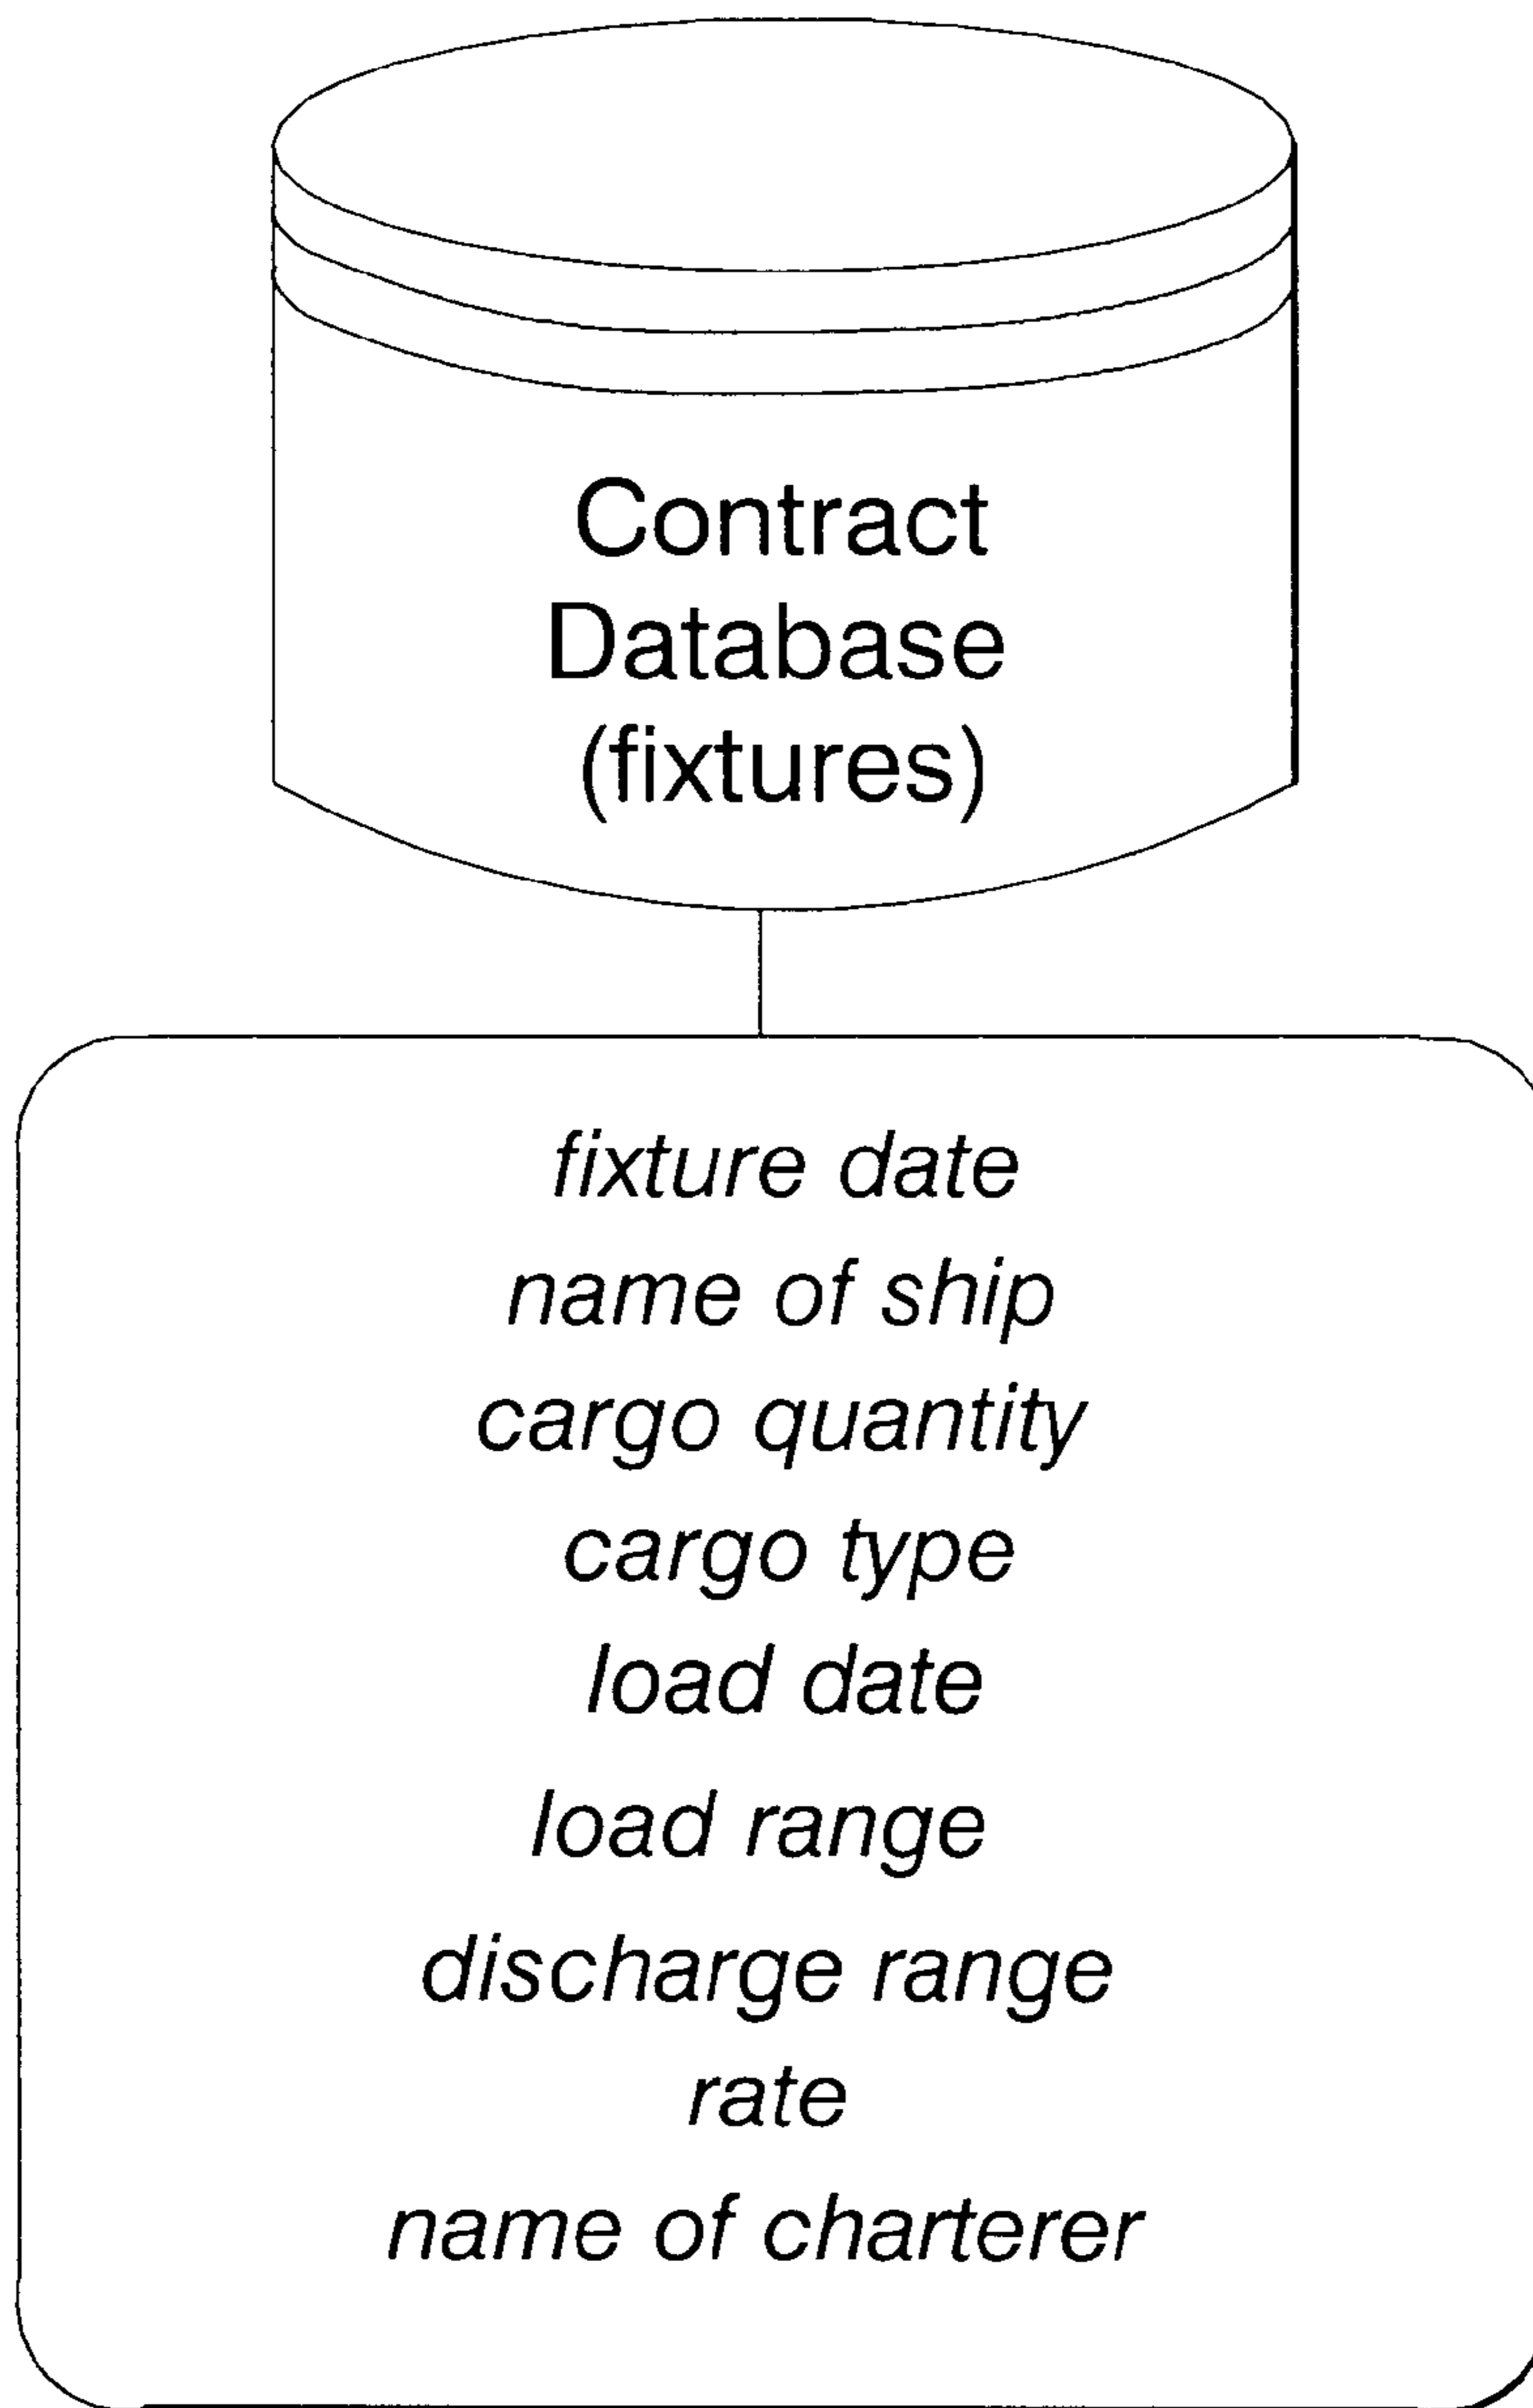 Contract
Database
(fixtures)
fixture date
name of ship
cargo quantity
cargo type
load date
load range
discharge range
rate
name of charterer